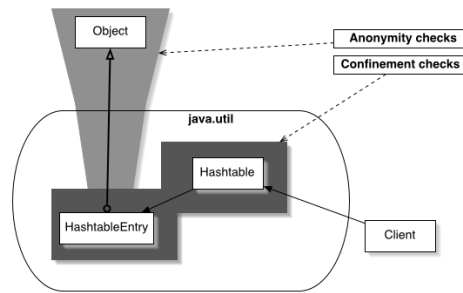 Object
Anonymity checks
Confinement checks
java.util
Hashtable
HashtableEntry
Client